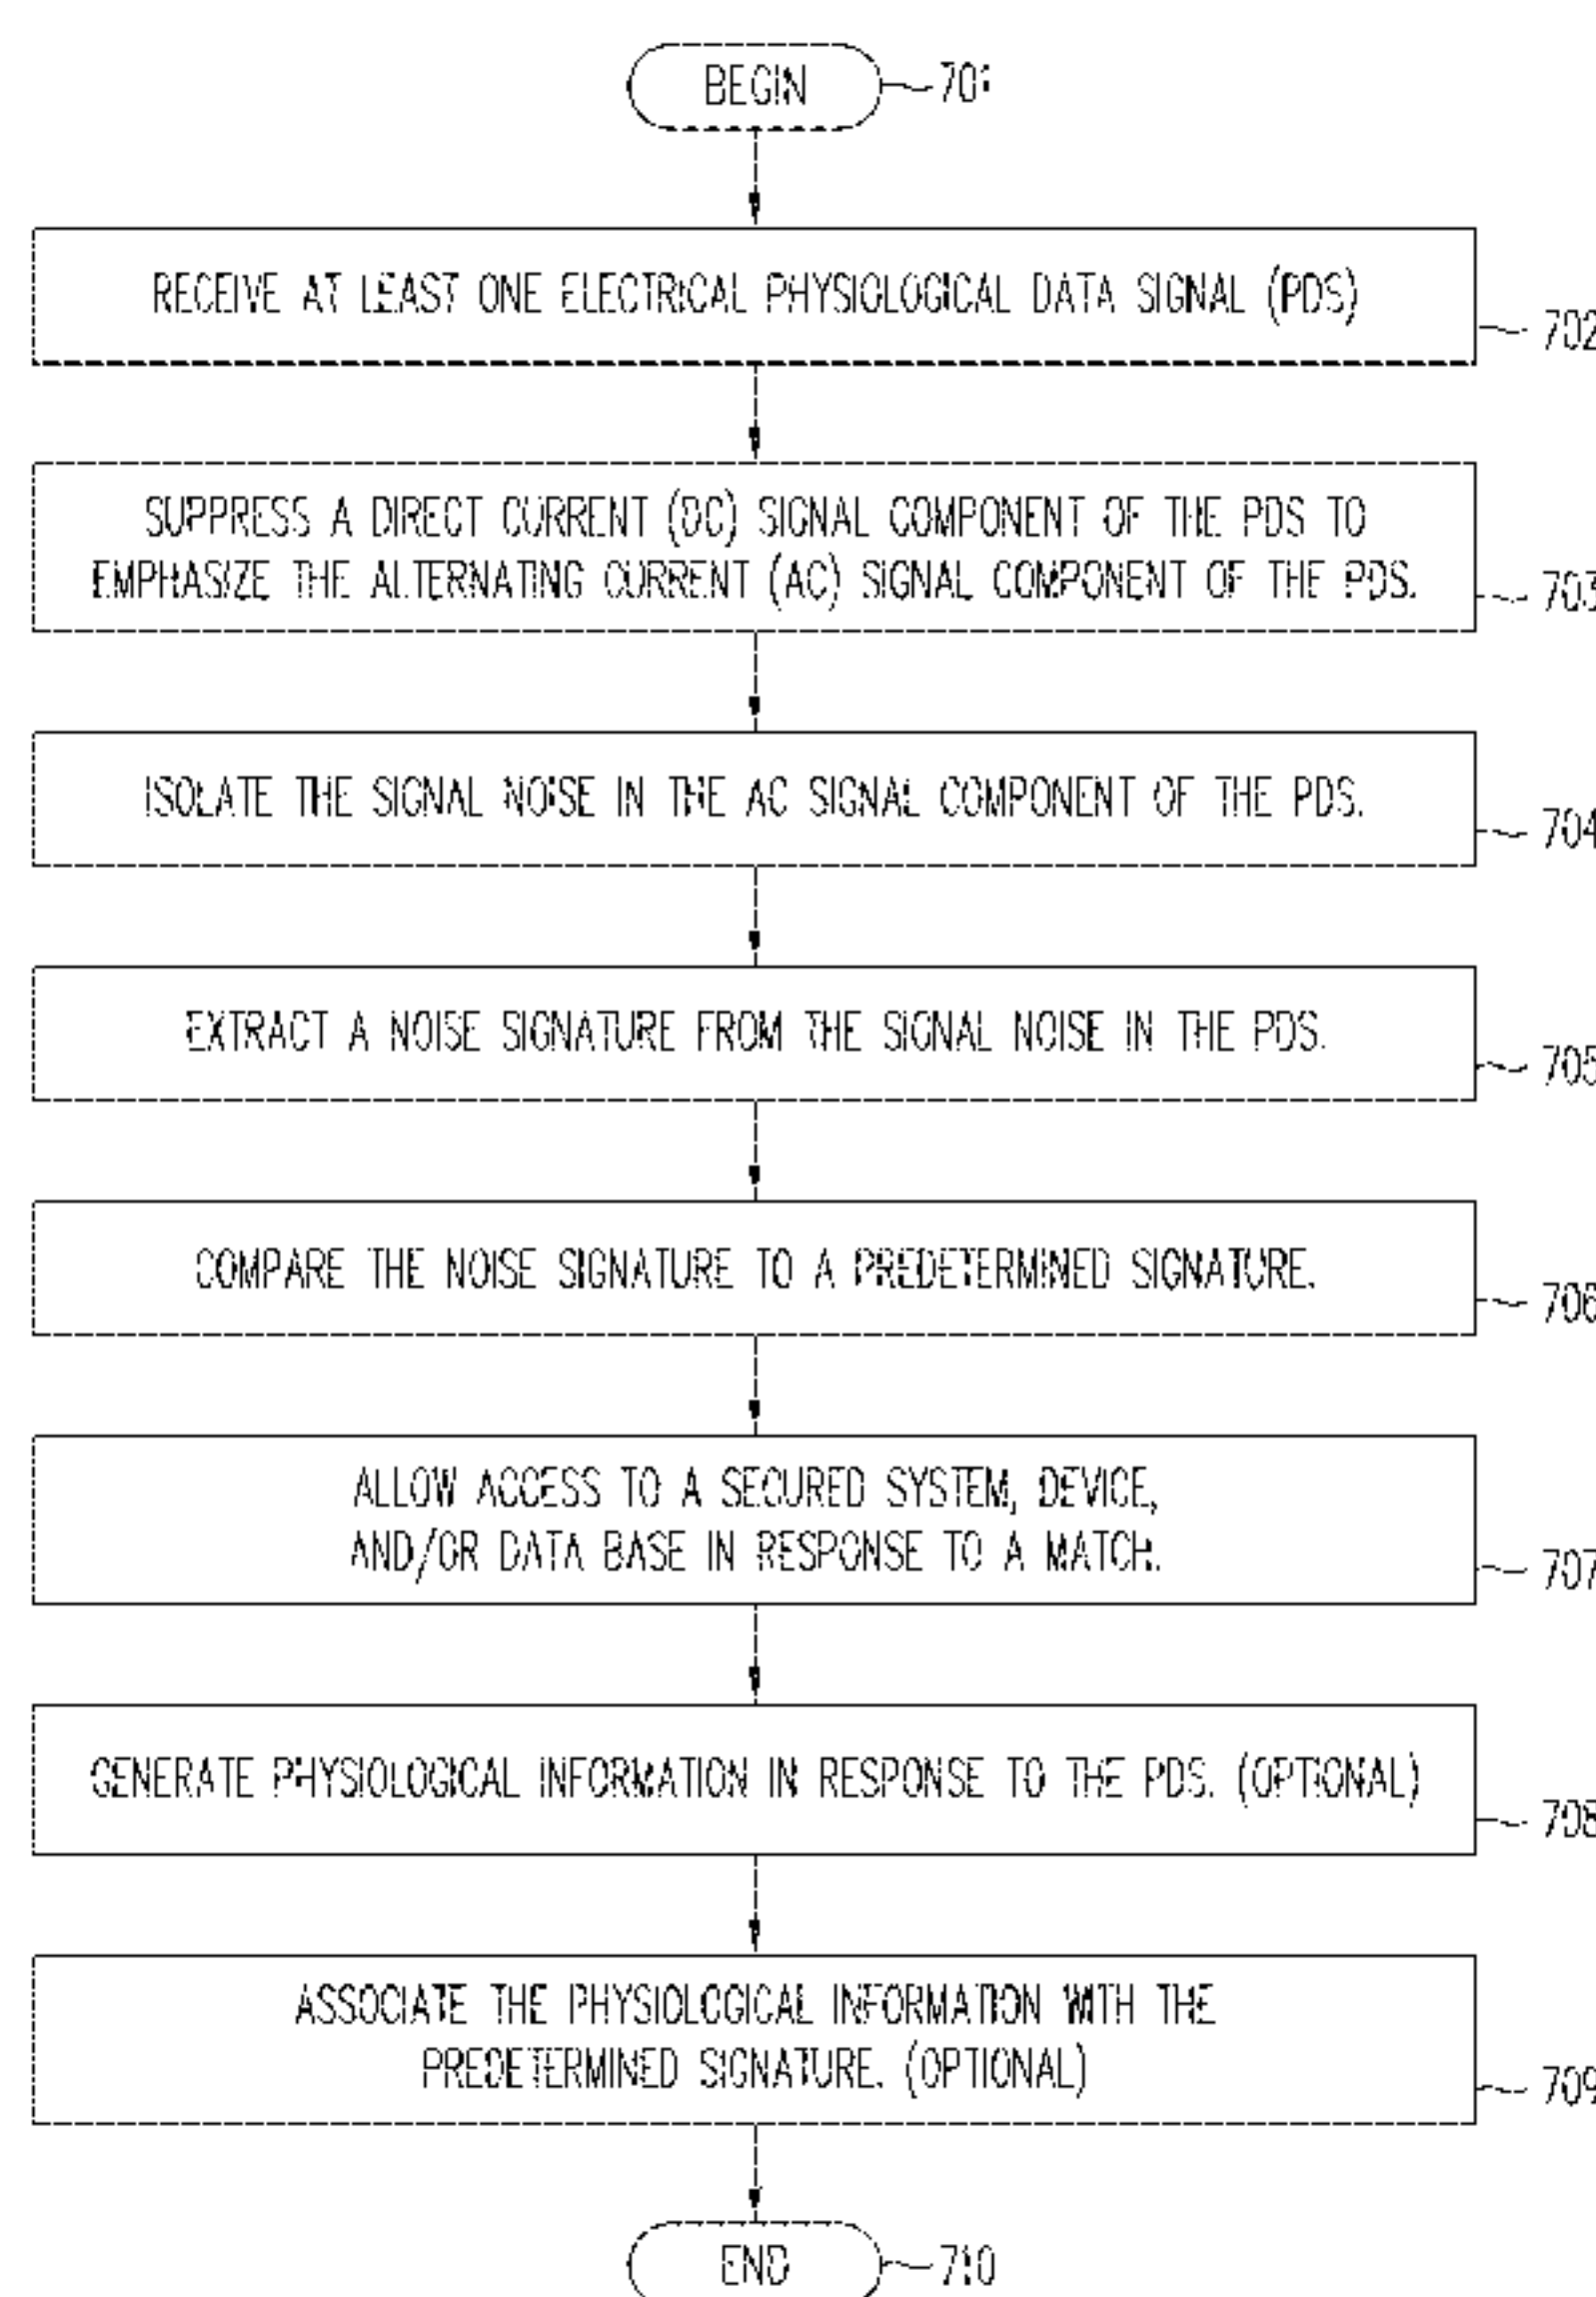 BEGIN
701
RECEIVE AT LEAST ONE ELECTRICAL PHYSIOLOGICAL DATA SIGNAL (PDS)
702
SUPPRESS A DIRECT CURRENT (DC) SIGNAL COMPONENT OF THE PDS TO
EMPHASIZE THE ALTERNATING CURRENT (AC) SIGNAL COMPONENT OF THE PDS.
703
ISOLATE THE SIGNAL NOISE IN THE AC SIGNAL COMPONENT OF THE PDS.
704
EXTRACT A NOISE SIGNATURE FROM THE SIGNAL NOISE IN THE PDS.
705
COMPARE THE NOISE SIGNATURE TO A PREDETERMINED SIGNATURE.
706
ALLOW ACCESS TO A SECURED SYSTEM, DEVICE,
AND/OR DATA BASE IN RESPONSE TO A MATCH.
707
GENERATE PHYSIOLOGICAL INFORMATION IN RESPONSE TO THE PDS. (OPTIONAL)
708
ASSOCIATE THE PHYSIOLOGICAL INFORMATION WITH THE
PREDETERMINED SIGNATURE. (OPTIONAL)
709
END
710